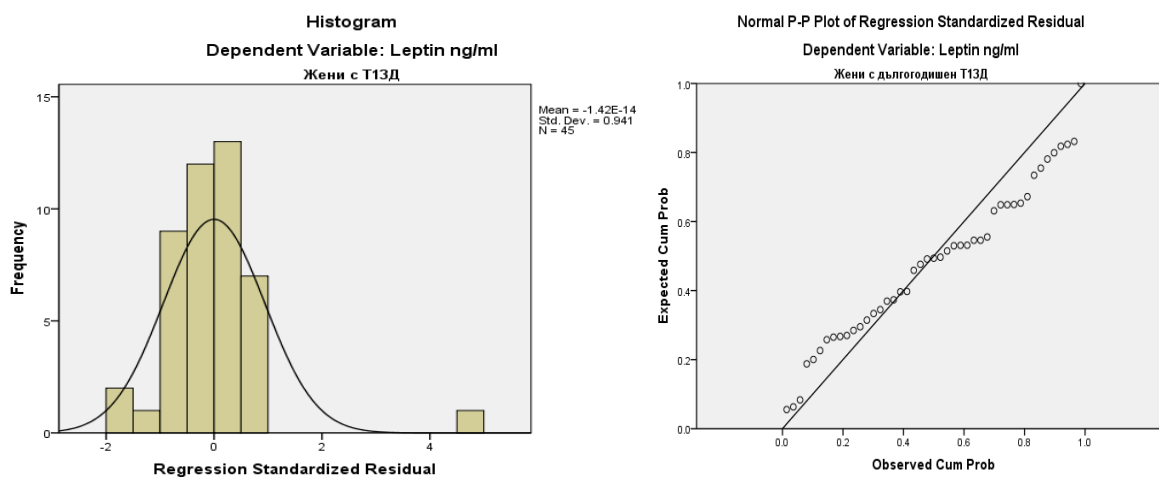 Histogram
Dependent Variable: Leptin ng/ml
Жени с Т1ЗД
15
10
5
0
-2
0
2
4
Frequency
Regression Standardized Residual
Mean = -1.42E-14
Std. Dev. = 0.941
N = 45
Normal P-P Plot of Regression Standardized Residual
Dependent Variable: Leptin ng/ml
Жени с дългогодишен Т1ЗД
1.0
0.8
0.6
0.4
0.2
0.0
0.0
0.2
0.4
0.6
0.8
1.0
Expected Cum Prob
Observed Cum Prob